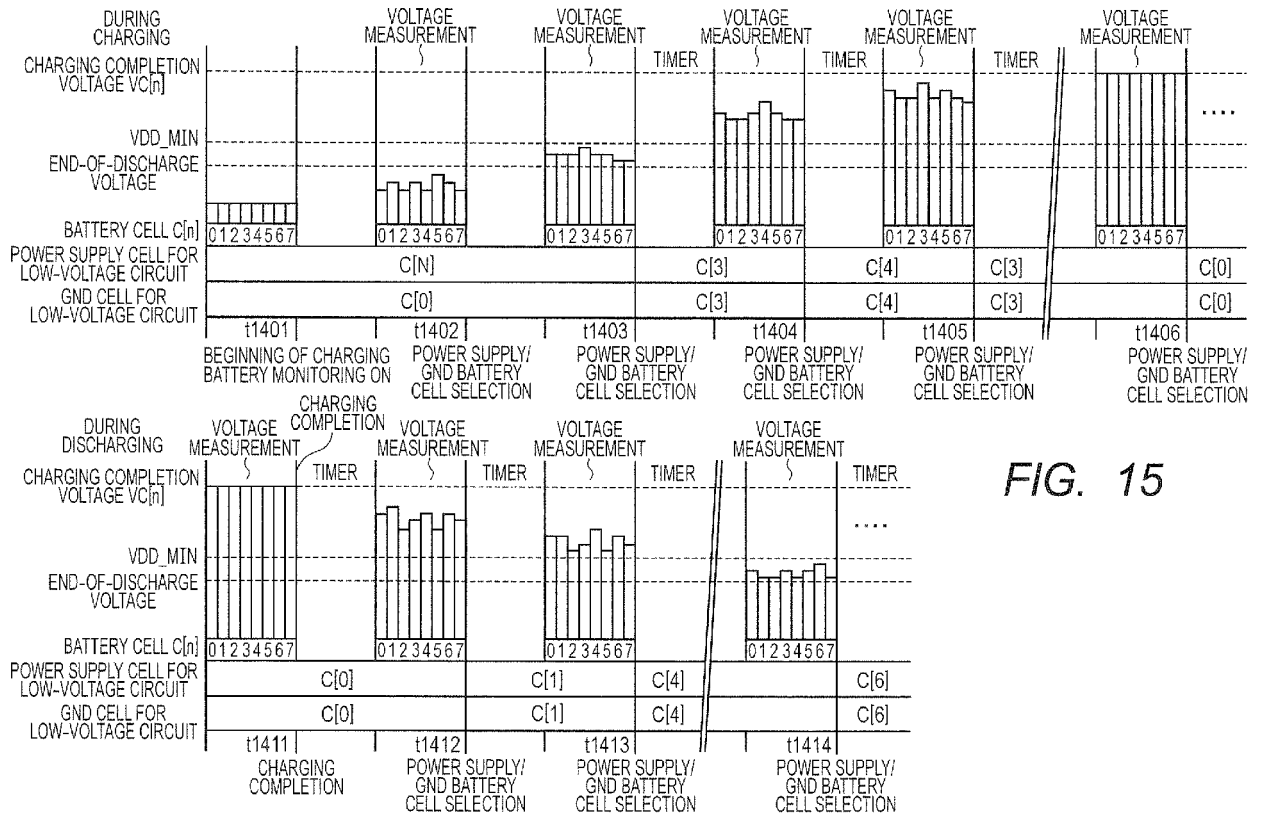 DURING
CHARGING
VOLTAGE
MEASUREMENT
VOLTAGE
MEASUREMENT
VOLTAGE
MEASUREMENT
VOLTAGE
MEASUREMENT
VOLTAGE
MEASUREMENT
TIMER
TIMER
TIMER
CHARGING COMPLETION
VOLTAGE VC[n]
VDD_MIN
END-OF-DISCHARGE
VOLTAGE
BATTERY CELL C[n]
01234567
01234567
01234567
01234567
01234567
01234567
POWER SUPPLY CELL FOR
LOW-VOLTAGE CIRCUIT
C[N]
C[3]
C[4]
C[3]
C[0]
GND CELL FOR
LOW-VOLTAGE CIRCUIT
C[0]
C[3]
C[4]
C[3]
C[0]
t1401
t1402
t1403
t1404
t1405
t1406
BEGINNING OF CHARGING
BATTERY MONITORING ON
POWER SUPPLY/
GND BATTERY
CELL SELECTION
POWER SUPPLY/
GND BATTERY
CELL SELECTION
POWER SUPPLY/
GND BATTERY
CELL SELECTION
POWER SUPPLY/
GND BATTERY
CELL SELECTION
POWER SUPPLY/
GND BATTERY
CELL SELECTION
DURING
DISCHARGING
VOLTAGE
MEASUREMENT
CHARGING
COMPLETION
VOLTAGE
MEASUREMENT
VOLTAGE
MEASUREMENT
VOLTAGE
MEASUREMENT
TIMER
TIMER
TIMER
TIMER
CHARGING COMPLETION
VOLTAGE VC[n]
VDD_MIN
END-OF-DISCHARGE
VOLTAGE
BATTERY CELL C[n]
01234567
01234567
01234567
01234567
POWER SUPPLY CELL FOR
LOW-VOLTAGE CIRCUIT
C[0]
C[1]
C[4]
C[6]
GND CELL FOR
LOW-VOLTAGE CIRCUIT
C[0]
C[1]
C[4]
C[6]
t1411
t1412
t1413
t1414
CHARGING
COMPLETION
POWER SUPPLY/
GND BATTERY
CELL SELECTION
POWER SUPPLY/
GND BATTERY
CELL SELECTION
POWER SUPPLY/
GND BATTERY
CELL SELECTION
FIG. 15